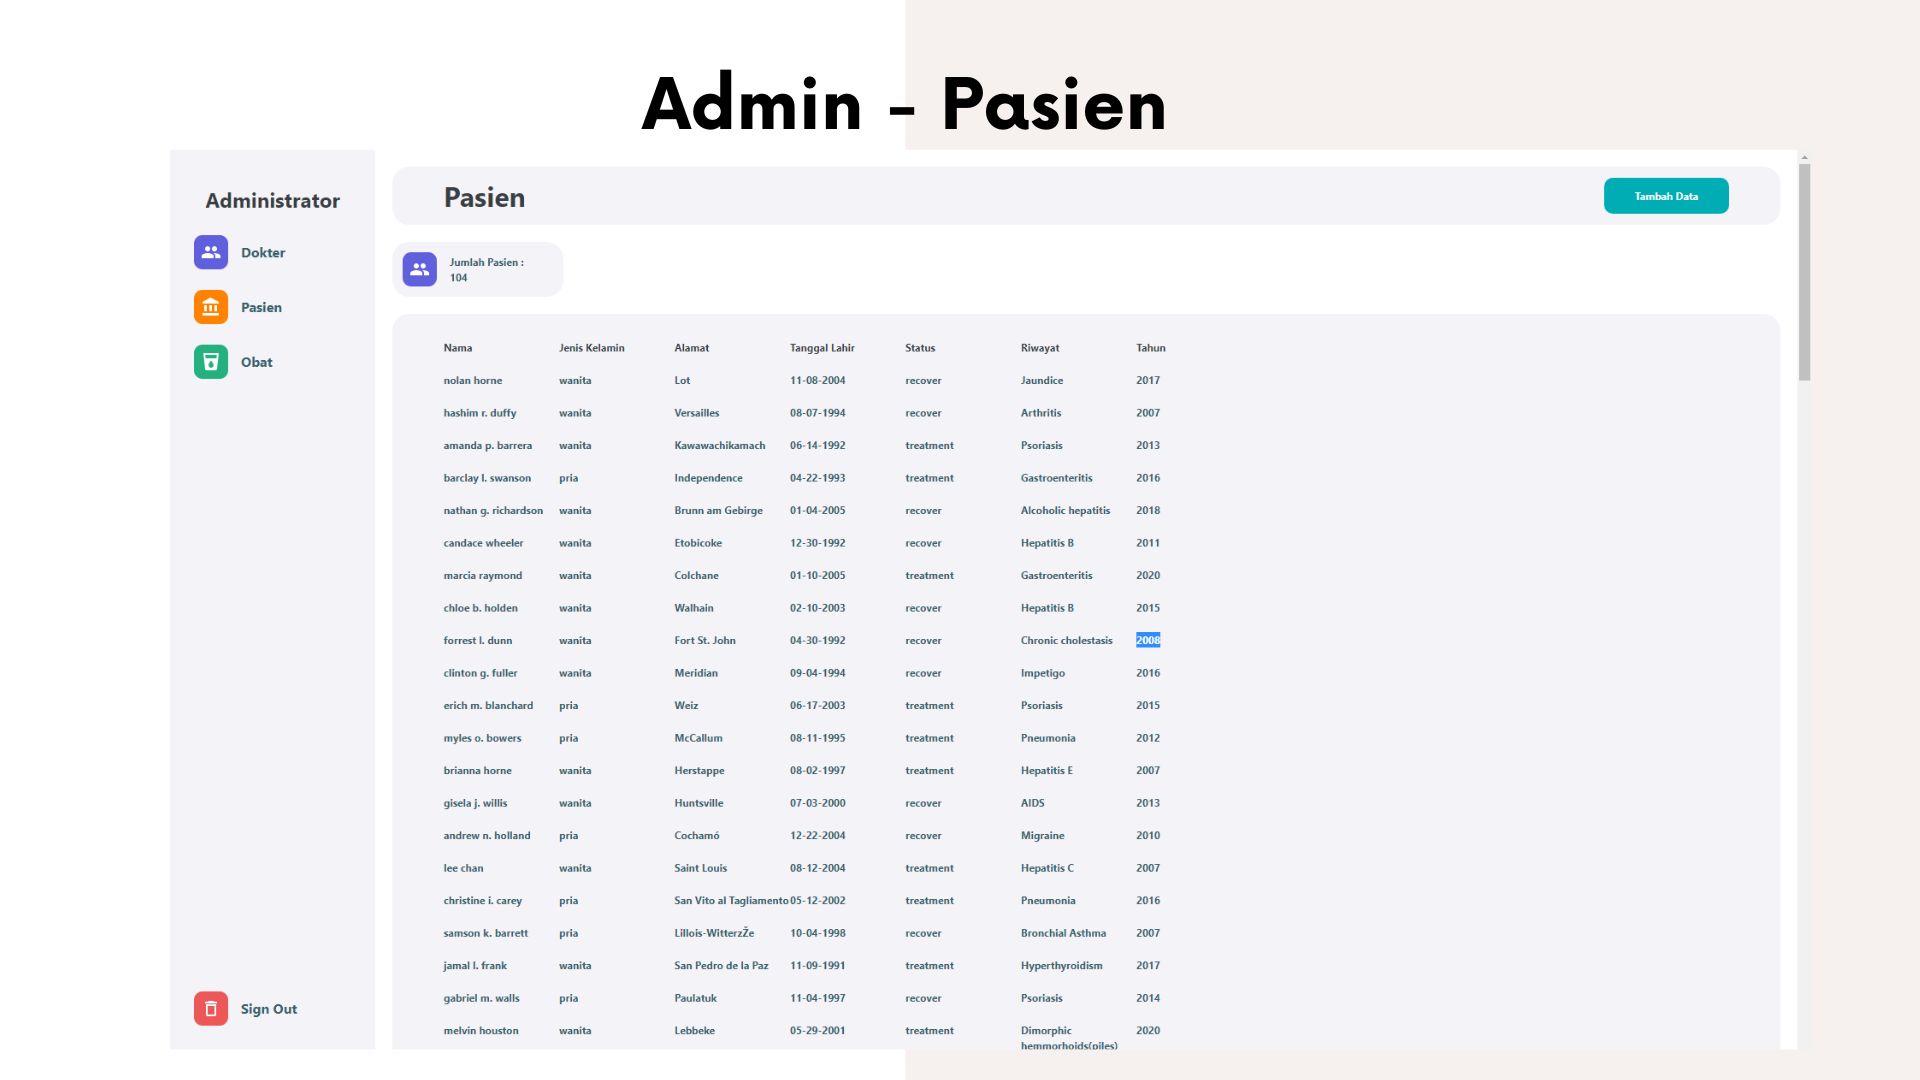 Admin - Pasien
Administrator
Dokter
Pasien
Obat
Sign Out
Pasien
Tambah Data
Jumlah Pasien :
104
Nama Jenis Kelamin Alamat Tanggal Lahir Status Riwayat Tahun
nolan horne wanita Lot 11-08-2004 recover Jaundice 2017
hashim r. duffy wanita Versailles 08-07-1994 recover Arthritis 2007
amanda p. barrera wanita Kawawachikamach 06-14-1992 treatment Psoriasis 2013
barclay l. swanson pria Independence 04-22-1993 treatment Gastroenteritis 2016
nathan g. richardson wanita Brunn am Gebirge 01-04-2005 recover Alcoholic hepatitis 2018
candace wheeler wanita Etobicoke 12-30-1992 recover Hepatitis B 2011
marcia raymond wanita Colchane 01-10-2005 treatment Gastroenteritis 2020
chloe b. holden wanita Walhain 02-10-2003 recover Hepatitis B 2015
forrest l. dunn wanita Fort St. John 04-30-1992 recover Chronic cholestasis 2008
clinton g. fuller wanita Meridian 09-04-1994 recover Impetigo 2016
erich m. blanchard pria Weiz 06-17-2003 treatment Psoriasis 2015
myles o. bowers pria McCallum 08-11-1995 treatment Pneumonia 2012
brianna horne wanita Herstappe 08-02-1997 treatment Hepatitis E 2007
gisela j. willis wanita Huntsville 07-03-2000 recover AIDS 2013
andrew n. holland pria Cochamó 12-22-2004 recover Migraine 2010
lee chan wanita Saint Louis 08-12-2004 treatment Hepatitis C 2007
christine i. carey pria San Vito al Tagliamento 05-12-2002 treatment Pneumonia 2016
samson k. barrett pria Lillois-WitterzŽe 10-04-1998 recover Bronchial Asthma 2007
jamal l. frank wanita San Pedro de la Paz 11-09-1991 treatment Hyperthyroidism 2017
gabriel m. walls pria Paulatuk 11-04-1997 recover Psoriasis 2014
melvin houston wanita Lebbeke 05-29-2001 treatment Dimorphic 2020
hemmorhoids(piles)